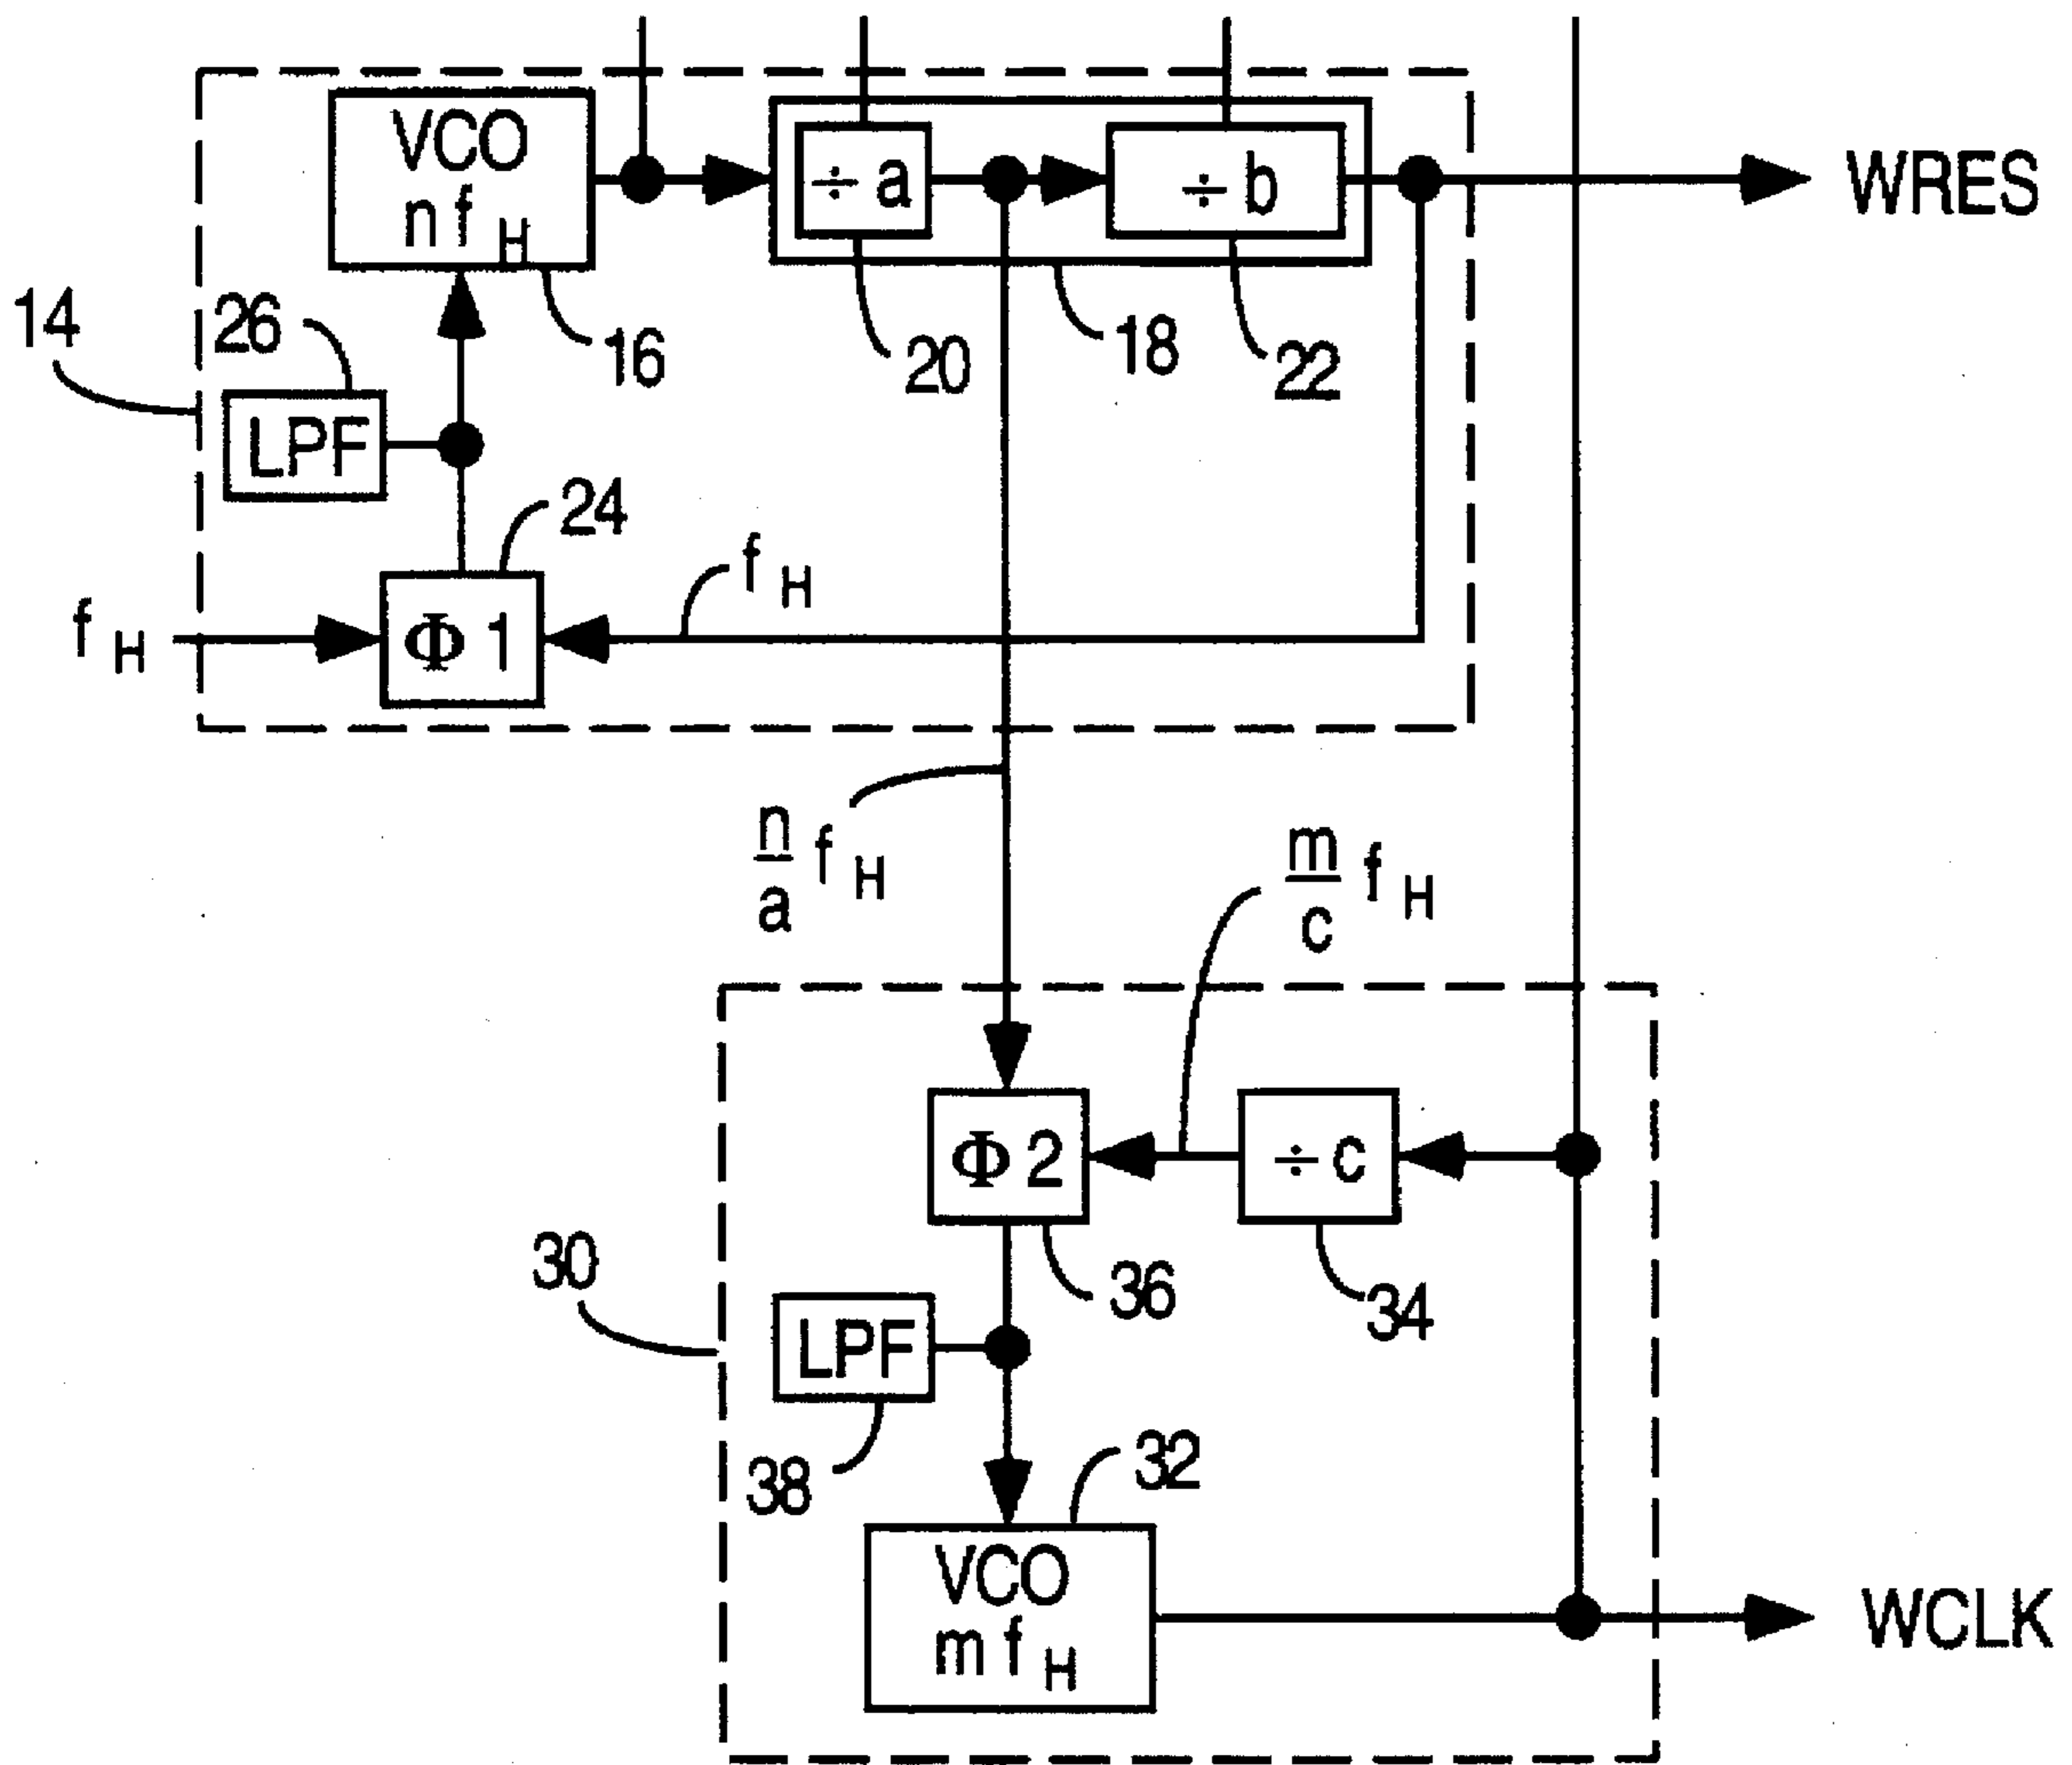 VCO
n f H
÷ a
÷ b
WRES
14
26
16
20
18
22
LPF
24
f H
f H
Φ 1
n/a f H
m/c f H
Φ 2
÷ c
30
36
34
LPF
38
32
VCO
m f H
WCLK